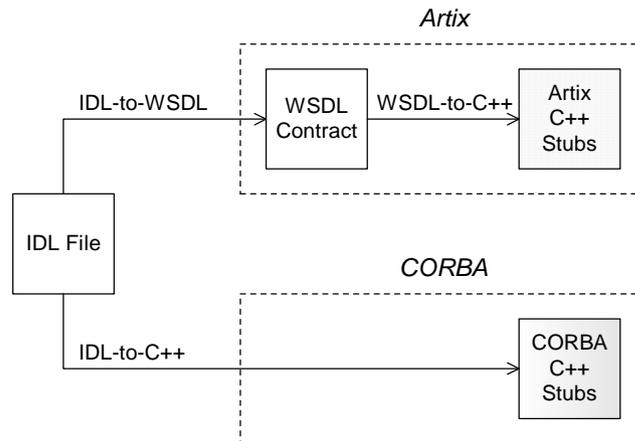 Artix
IDL-to-WSDL
WSDL
Contract
WSDL-to-C++
Artix
C++
Stubs
IDL File
CORBA
IDL-to-C++
CORBA
C++
Stubs